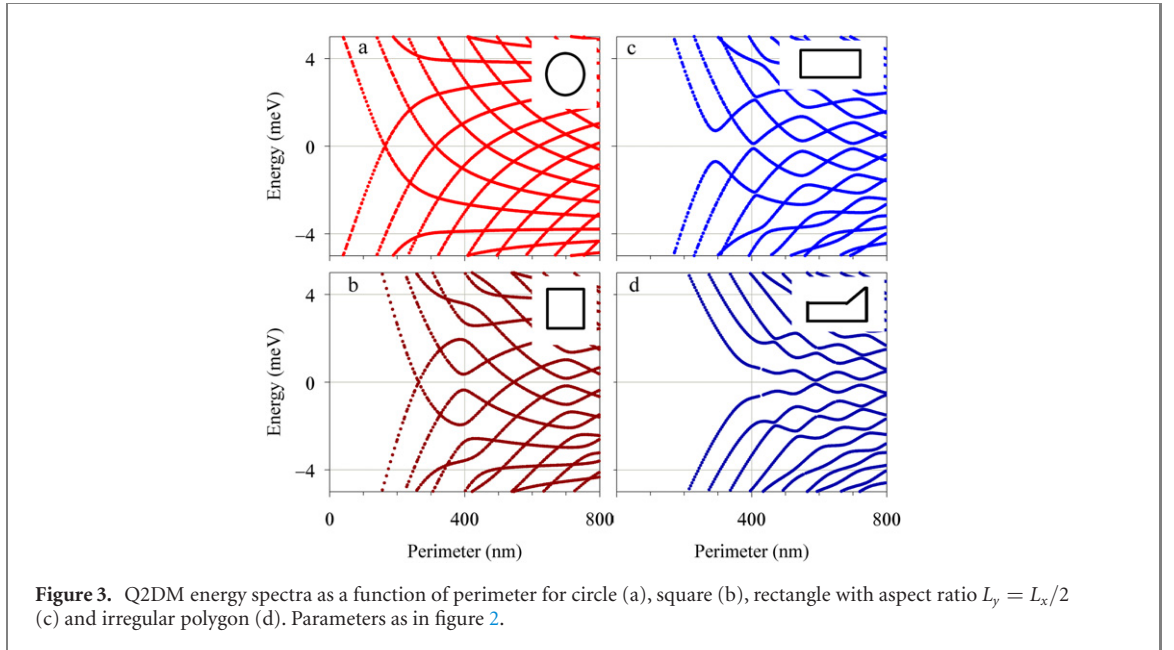 a
c
4
0
−4
Energy (meV)
b
d
4
0
−4
Energy (meV)
0
400
800
400
800
Perimeter (nm)
Perimeter (nm)
Figure 3. Q2DM energy spectra as a function of perimeter for circle (a), square (b), rectangle with aspect ratio Ly = Lx/2
(c) and irregular polygon (d). Parameters as in figure 2.